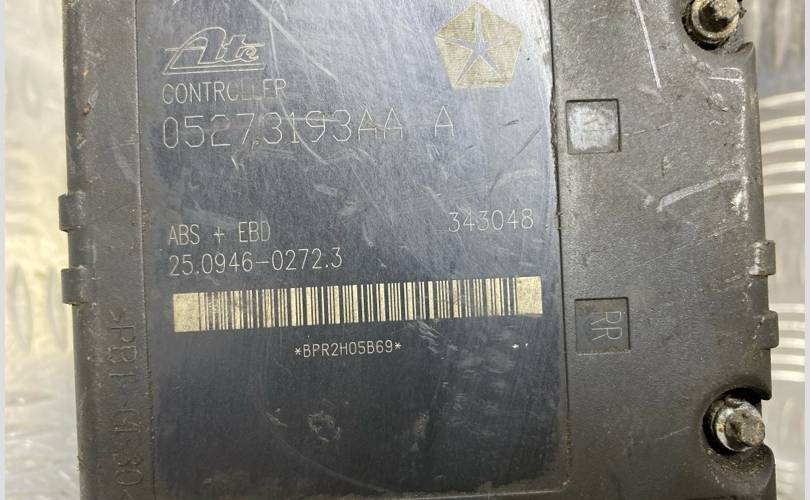 Ate
CONTROLLER
05273193AA A
ABS + EBD
343048
25.0946-0272.3
*BPR2H05B69*
RR